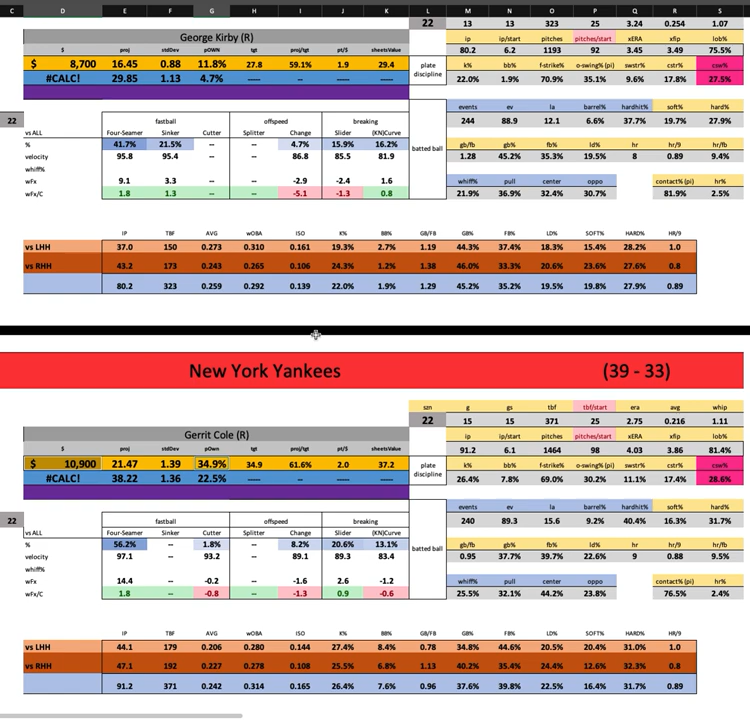 C D E F G H I J K L M N O P Q R S
22 13 13 323 25 3.24 0.254 1.07
George Kirby (R) ip ip/start pitches pitches/start xERA xfip lob%
$ proj stdDev pOWN tgt proj/tgt pt/$ sheetsValue 80.2 6.2 1193 92 3.45 3.49 75.5%
$ 8,700 16.45 0.88 11.8% 27.8 59.1% 1.9 29.4 plate discipline k% bb% f-strike% o-swing% (pi) swstr% cstr% csw%
#CALC! 29.85 1.13 4.7% -- -- -- -- 22.0% 1.9% 70.9% 35.1% 9.6% 17.8% 27.5%
events ev la barrel% hardhit% soft% hard%
22 fastball offspeed breaking 244 88.9 12.1 6.6% 37.7% 19.7% 27.9%
vs ALL Four-Seamer Sinker Cutter Splitter Change Slider (KN)Curve
% 41.7% 21.5% -- -- 4.7% 15.9% 16.2% batted ball gb/fb gb% fb% ld% hr hr/9 hr/fb
velocity 95.8 95.4 -- -- 86.8 85.5 81.9 1.28 45.2% 35.3% 19.5% 8 0.89 9.4%
whiff%
wFx 9.1 3.3 -2.9 -2.4 1.6 whiff% pull center oppo contact% (pi) hr%
wFx/C 1.8 1.3 -- -- -5.1 -1.3 0.8 21.9% 36.9% 32.4% 30.7% 81.9% 2.5%
IP TBF AVG wOBA ISO K% BB% GB/FB GB% FB% LD% SOFT% HARD% HR/9
vs LHH 37.0 150 0.273 0.310 0.161 19.3% 2.7% 1.19 44.3% 37.4% 18.3% 15.4% 28.2% 1.0
vs RHH 43.2 173 0.243 0.265 0.106 24.3% 1.2% 1.38 46.0% 33.3% 20.6% 23.6% 27.6% 0.8
80.2 323 0.259 0.292 0.139 22.0% 1.9% 1.29 45.2% 35.2% 19.5% 19.8% 27.9% 0.89
New York Yankees (39 - 33)
szn g gs tbf tbf/start era avg whip
22 15 15 371 25 2.75 0.216 1.11
Gerrit Cole (R) ip ip/start pitches pitches/start xERA xfip lob%
$ proj stdDev pOwn tgt proj/tgt pt/$ sheetsValue 91.2 6.1 1464 98 4.03 3.86 81.4%
$ 10,900 21.47 1.39 34.9% 34.9 61.6% 2.0 37.2 plate discipline k% bb% f-strike% o-swing% (pi) swstr% cstr% csw%
#CALC! 38.22 1.36 22.5% -- -- -- -- 26.4% 7.8% 69.0% 30.2% 11.1% 17.4% 28.6%
events ev la barrel% hardhit% soft% hard%
22 fastball offspeed breaking 240 89.3 15.6 9.2% 40.4% 16.3% 31.7%
vs ALL Four-Seamer Sinker Cutter Splitter Change Slider (KN)Curve
% 56.2% -- 1.8% -- 8.2% 20.6% 13.1% batted ball gb/fb gb% fb% ld% hr hr/9 hr/fb
velocity 97.1 -- 93.2 -- 89.1 89.3 83.4 0.95 37.7% 39.7% 22.6% 9 0.88 9.5%
whiff%
wFx 14.4 -0.2 -1.6 2.6 -1.2 whiff% pull center oppo contact% (pi) hr%
wFx/C 1.8 -- -0.8 -- -1.3 0.9 -0.6 25.5% 32.1% 44.2% 23.8% 76.5% 2.4%
IP TBF AVG wOBA ISO K% BB% GB/FB GB% FB% LD% SOFT% HARD% HR/9
vs LHH 44.1 179 0.206 0.280 0.144 27.4% 8.4% 0.78 34.8% 44.6% 20.5% 20.4% 31.0% 1.0
vs RHH 47.1 192 0.227 0.278 0.108 25.5% 6.8% 1.13 40.2% 35.4% 24.4% 12.6% 32.3% 0.8
91.2 371 0.242 0.314 0.165 26.4% 7.6% 0.96 37.6% 39.8% 22.5% 16.4% 31.7% 0.89